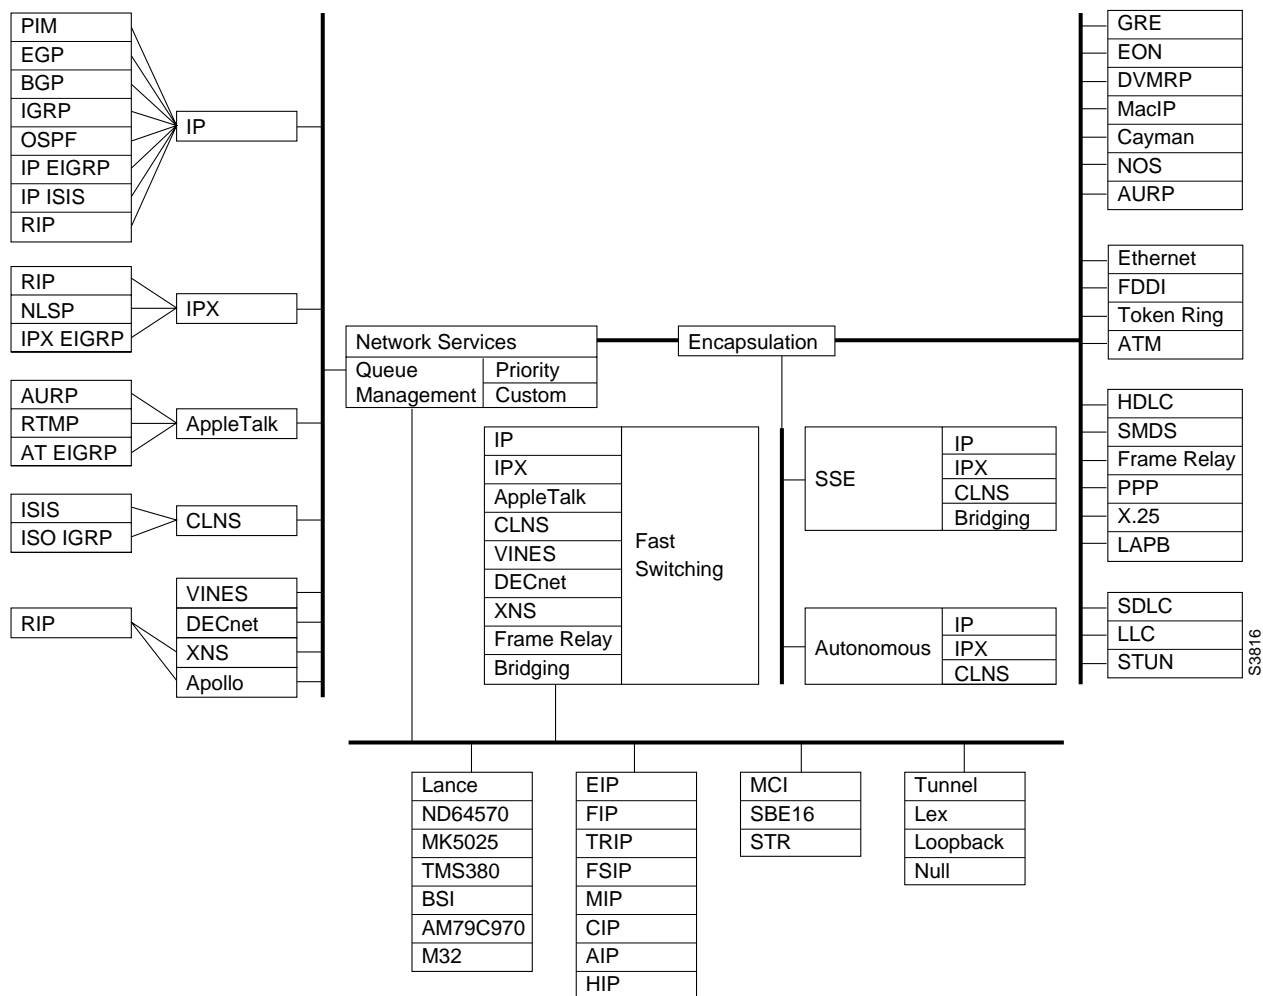 PIM
EGP
BGP
IGRP
OSPF
IP EIGRP
IP ISIS
RIP
IP
RIP
NLSP
IPX EIGRP
IPX
AURP
RTMP
AT EIGRP
AppleTalk
ISIS
ISO IGRP
CLNS
RIP
VINES
DECnet
XNS
Apollo
Network Services
Queue
Management
Priority
Custom
Encapsulation
IP
IPX
AppleTalk
CLNS
VINES
DECnet
XNS
Frame Relay
Bridging
Fast
Switching
SSE
IP
IPX
CLNS
Bridging
Autonomous
IP
IPX
CLNS
GRE
EON
DVMRP
MacIP
Cayman
NOS
AURP
Ethernet
FDDI
Token Ring
ATM
HDLC
SMDS
Frame Relay
PPP
X.25
LAPB
SDLC
LLC
STUN
S3816
Lance
ND64570
MK5025
TMS380
BSI
AM79C970
M32
EIP
FIP
TRIP
FSIP
MIP
CIP
AIP
HIP
MCI
SBE16
STR
Tunnel
Lex
Loopback
Null